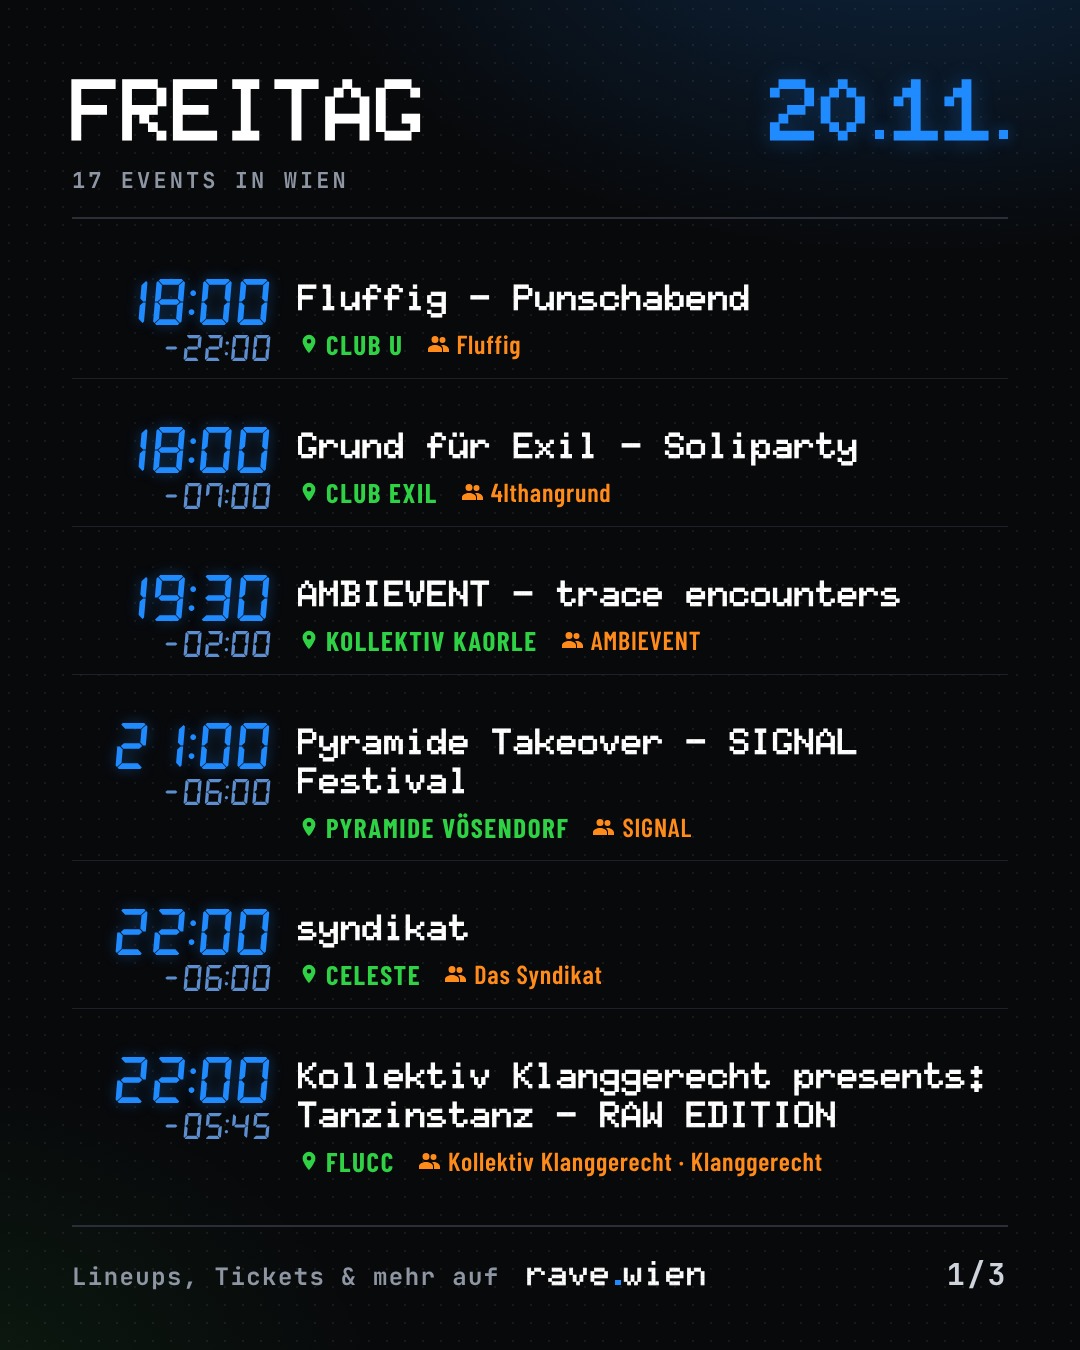 FREITAG 20.11.
17 EVENTS IN WIEN
18:00 Fluffig – Punschabend
-22:00 CLUB U Fluffig
18:00 Grund für Exil – Soliparty
-07:00 CLUB EXIL 4lthangrund
19:30 AMBIEVENT – trace encounters
-02:00 KOLLEKTIV KAORLE AMBIEVENT
21:00 Pyramide Takeover – SIGNAL
-06:00 Festival
PYRAMIDE VÖSENDORF SIGNAL
22:00 syndikat
-06:00 CELESTE Das Syndikat
22:00 Kollektiv Klanggerecht presents:
-05:45 Tanzinstanz – RAW EDITION
FLUCC Kollektiv Klanggerecht · Klanggerecht
Lineups, Tickets & mehr auf rave.wien 1/3